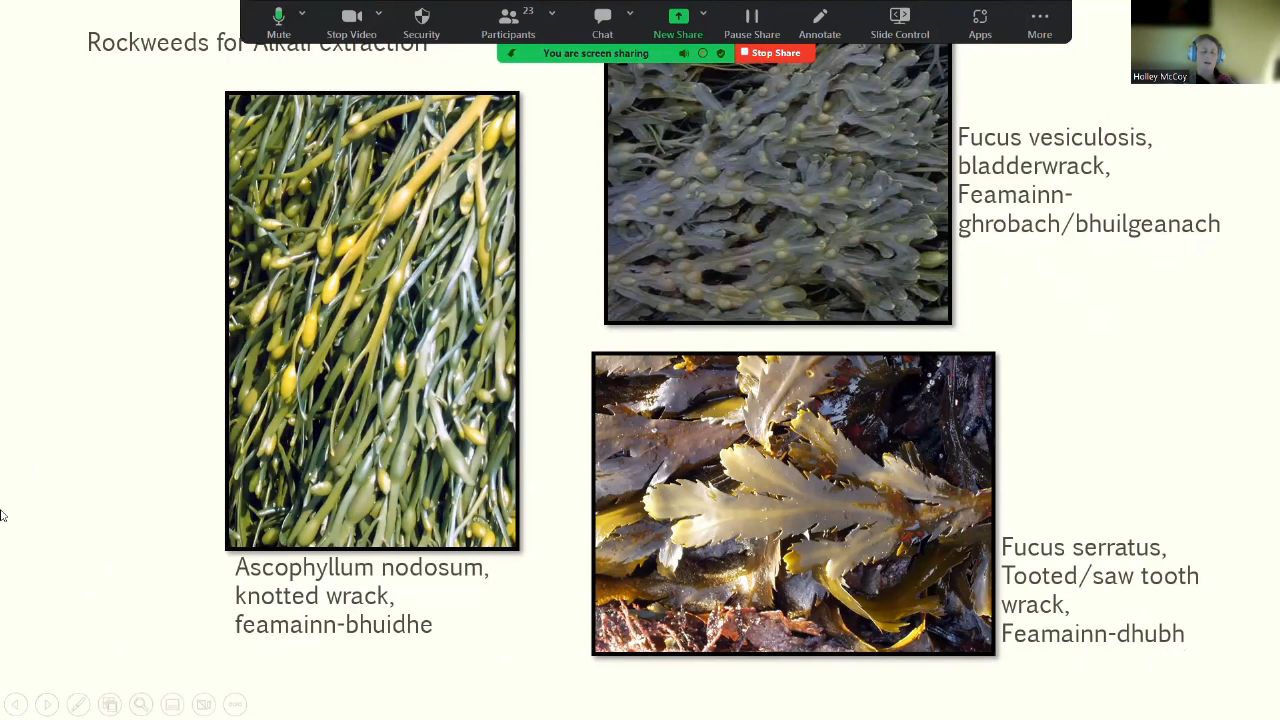 Mute
Stop Video
Security
23
Participants
Chat
New Share
Pause Share
Annotate
Slide Control
Apps
More
You are screen sharing
Stop Share
Holley McCoy
Rockweeds for Alkali extraction
Fucus vesiculosis,
bladderwrack,
Feamainn-
ghrobach/bhuilgeanach
Ascophyllum nodosum,
knotted wrack,
feamainn-bhuidhe
Fucus serratus,
Tooted/saw tooth
wrack,
Feamainn-dhubh